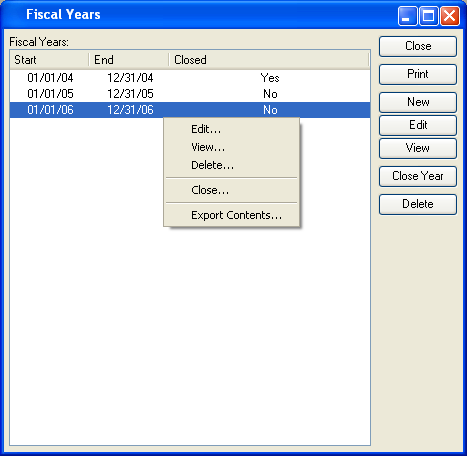 Fiscal Years
Fiscal Years:
Start End Closed
01/01/04 12/31/04 Yes
01/01/05 12/31/05 No
01/01/06 12/31/06 No
Edit...
View...
Delete...
Close...
Export Contents...
Close
Print
New
Edit
View
Close Year
Delete